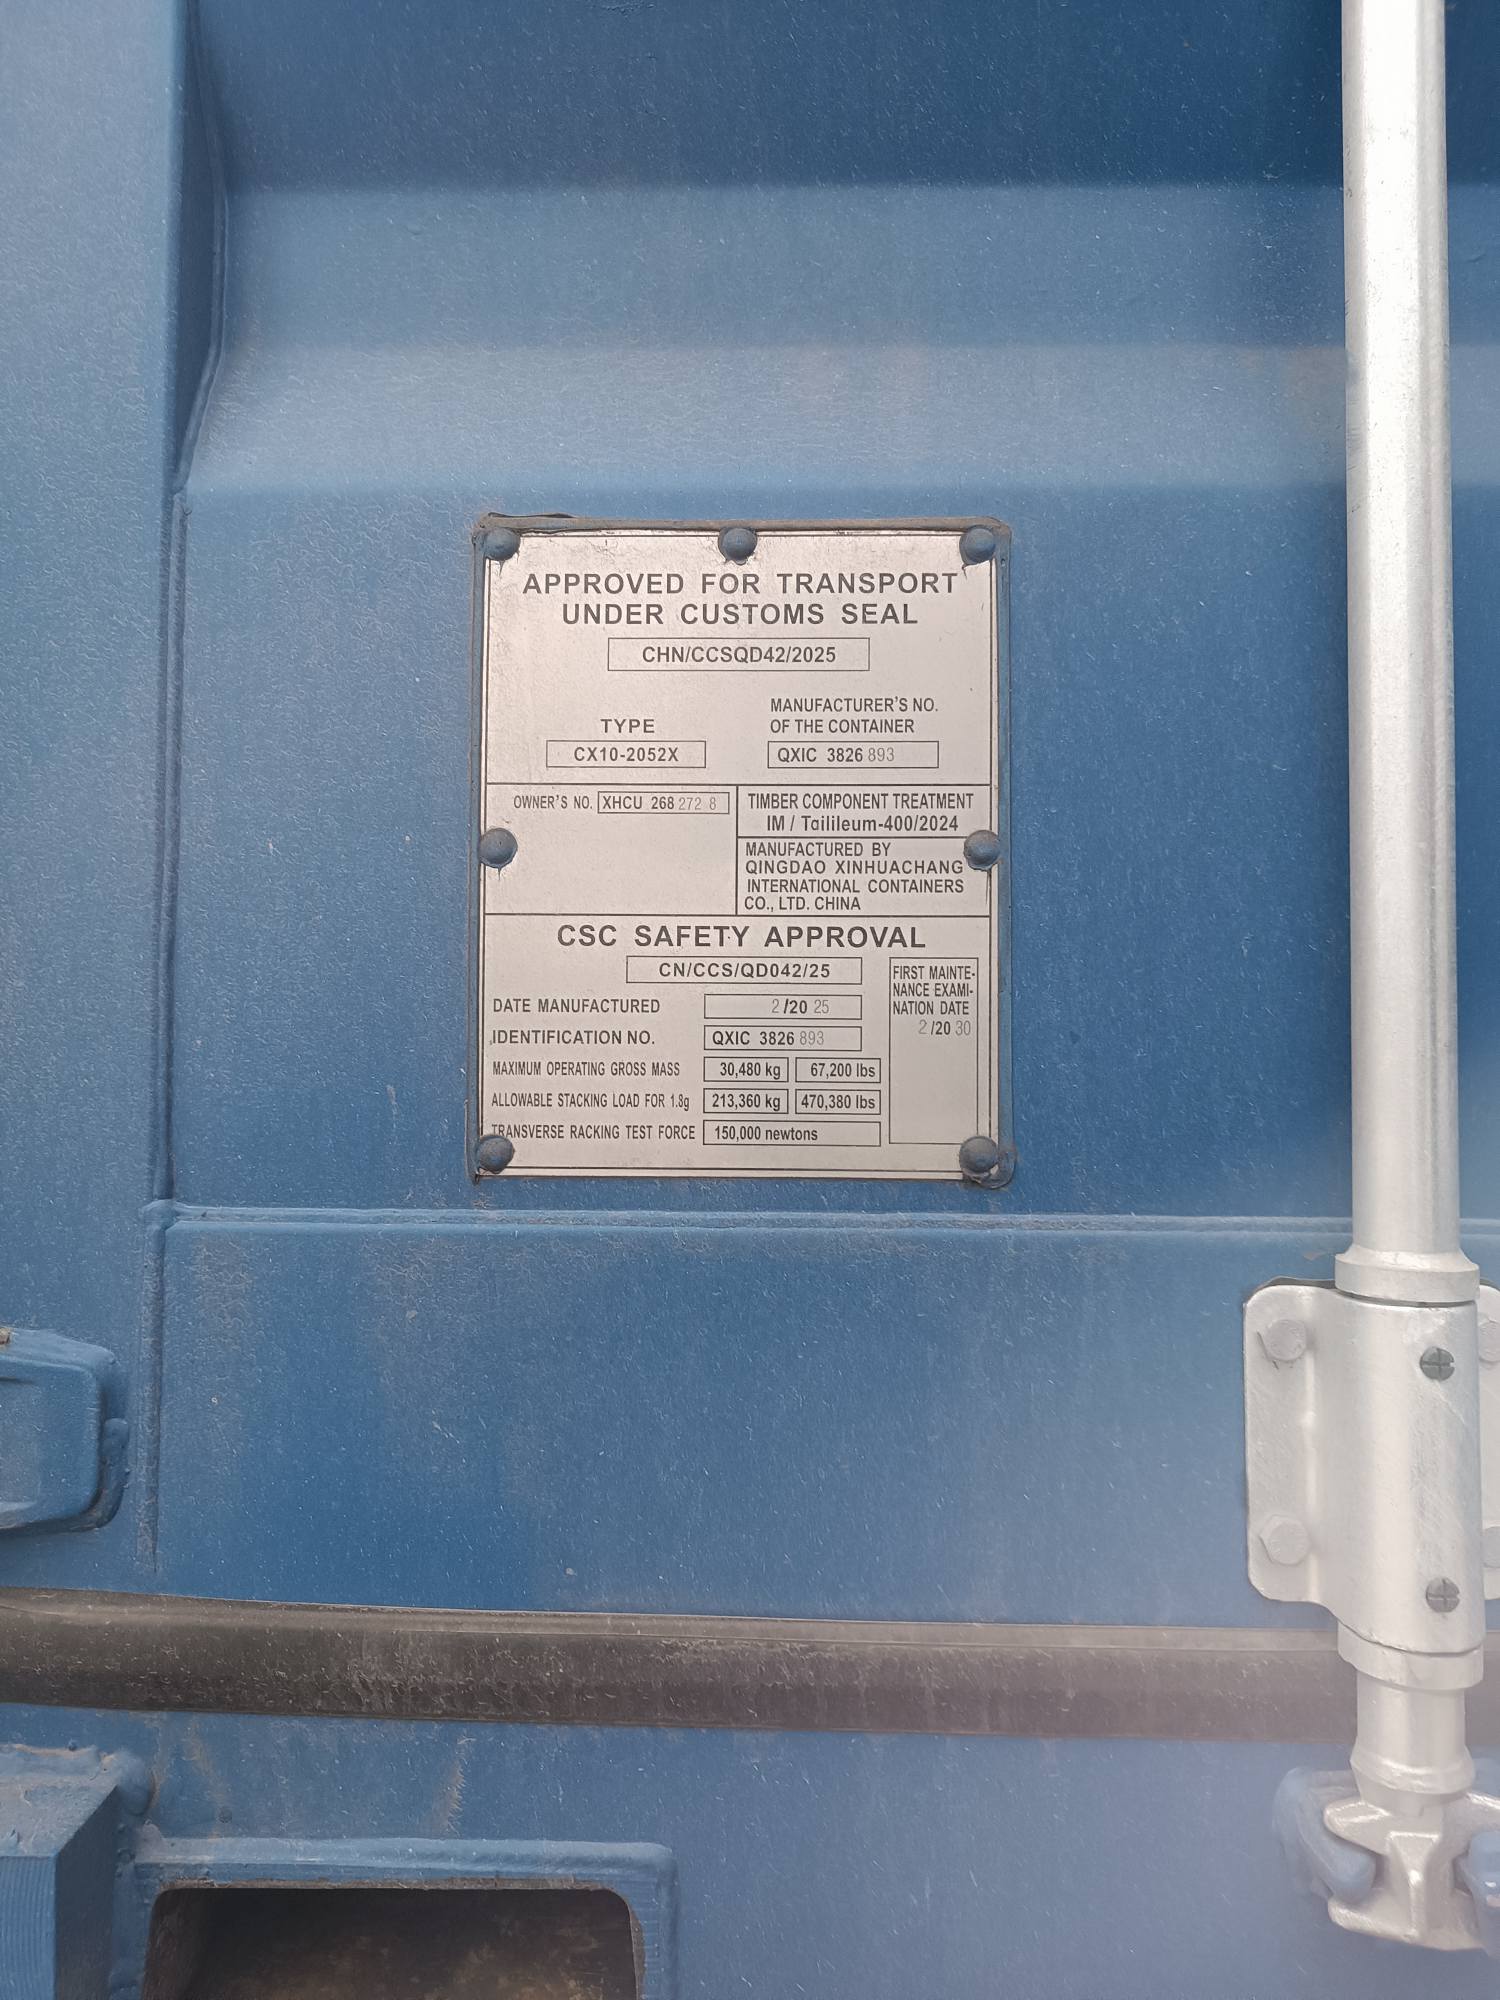 APPROVED FOR TRANSPORT
UNDER CUSTOMS SEAL
CHN/CCSQD42/2025
TYPE
CX10-2052X
MANUFACTURER'S NO.
OF THE CONTAINER
QXIC 3826 893
OWNER'S NO. XHCU 268 272 8
TIMBER COMPONENT TREATMENT
IM / Tailileum-400/2024
MANUFACTURED BY
QINGDAO XINHUACHANG
INTERNATIONAL CONTAINERS
CO., LTD. CHINA
CSC SAFETY APPROVAL
CN/CCS/QD042/25
DATE MANUFACTURED 2 /20 25
IDENTIFICATION NO. QXIC 3826 893
MAXIMUM OPERATING GROSS MASS 30,480 kg 67,200 lbs
ALLOWABLE STACKING LOAD FOR 1.8g 213,360 kg 470,380 lbs
TRANSVERSE RACKING TEST FORCE 150,000 newtons
FIRST MAINTE-
NANCE EXAMI-
NATION DATE
2 /20 30